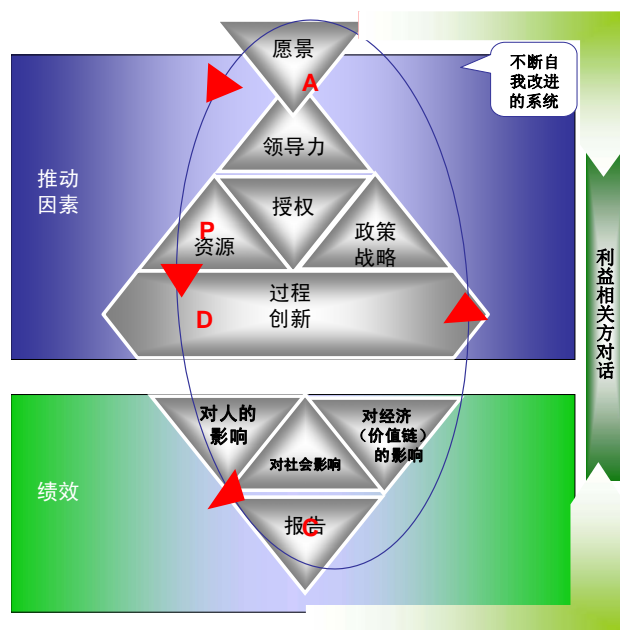 愿景
A
不断自
我改进
的系统
领导力
推动
因素
授权
P
资源
政策
战略
过程
创新
D
利益相关方对话
对人的
影响
对经济
（价值链）
的影响
对社会影响
绩效
报告
C